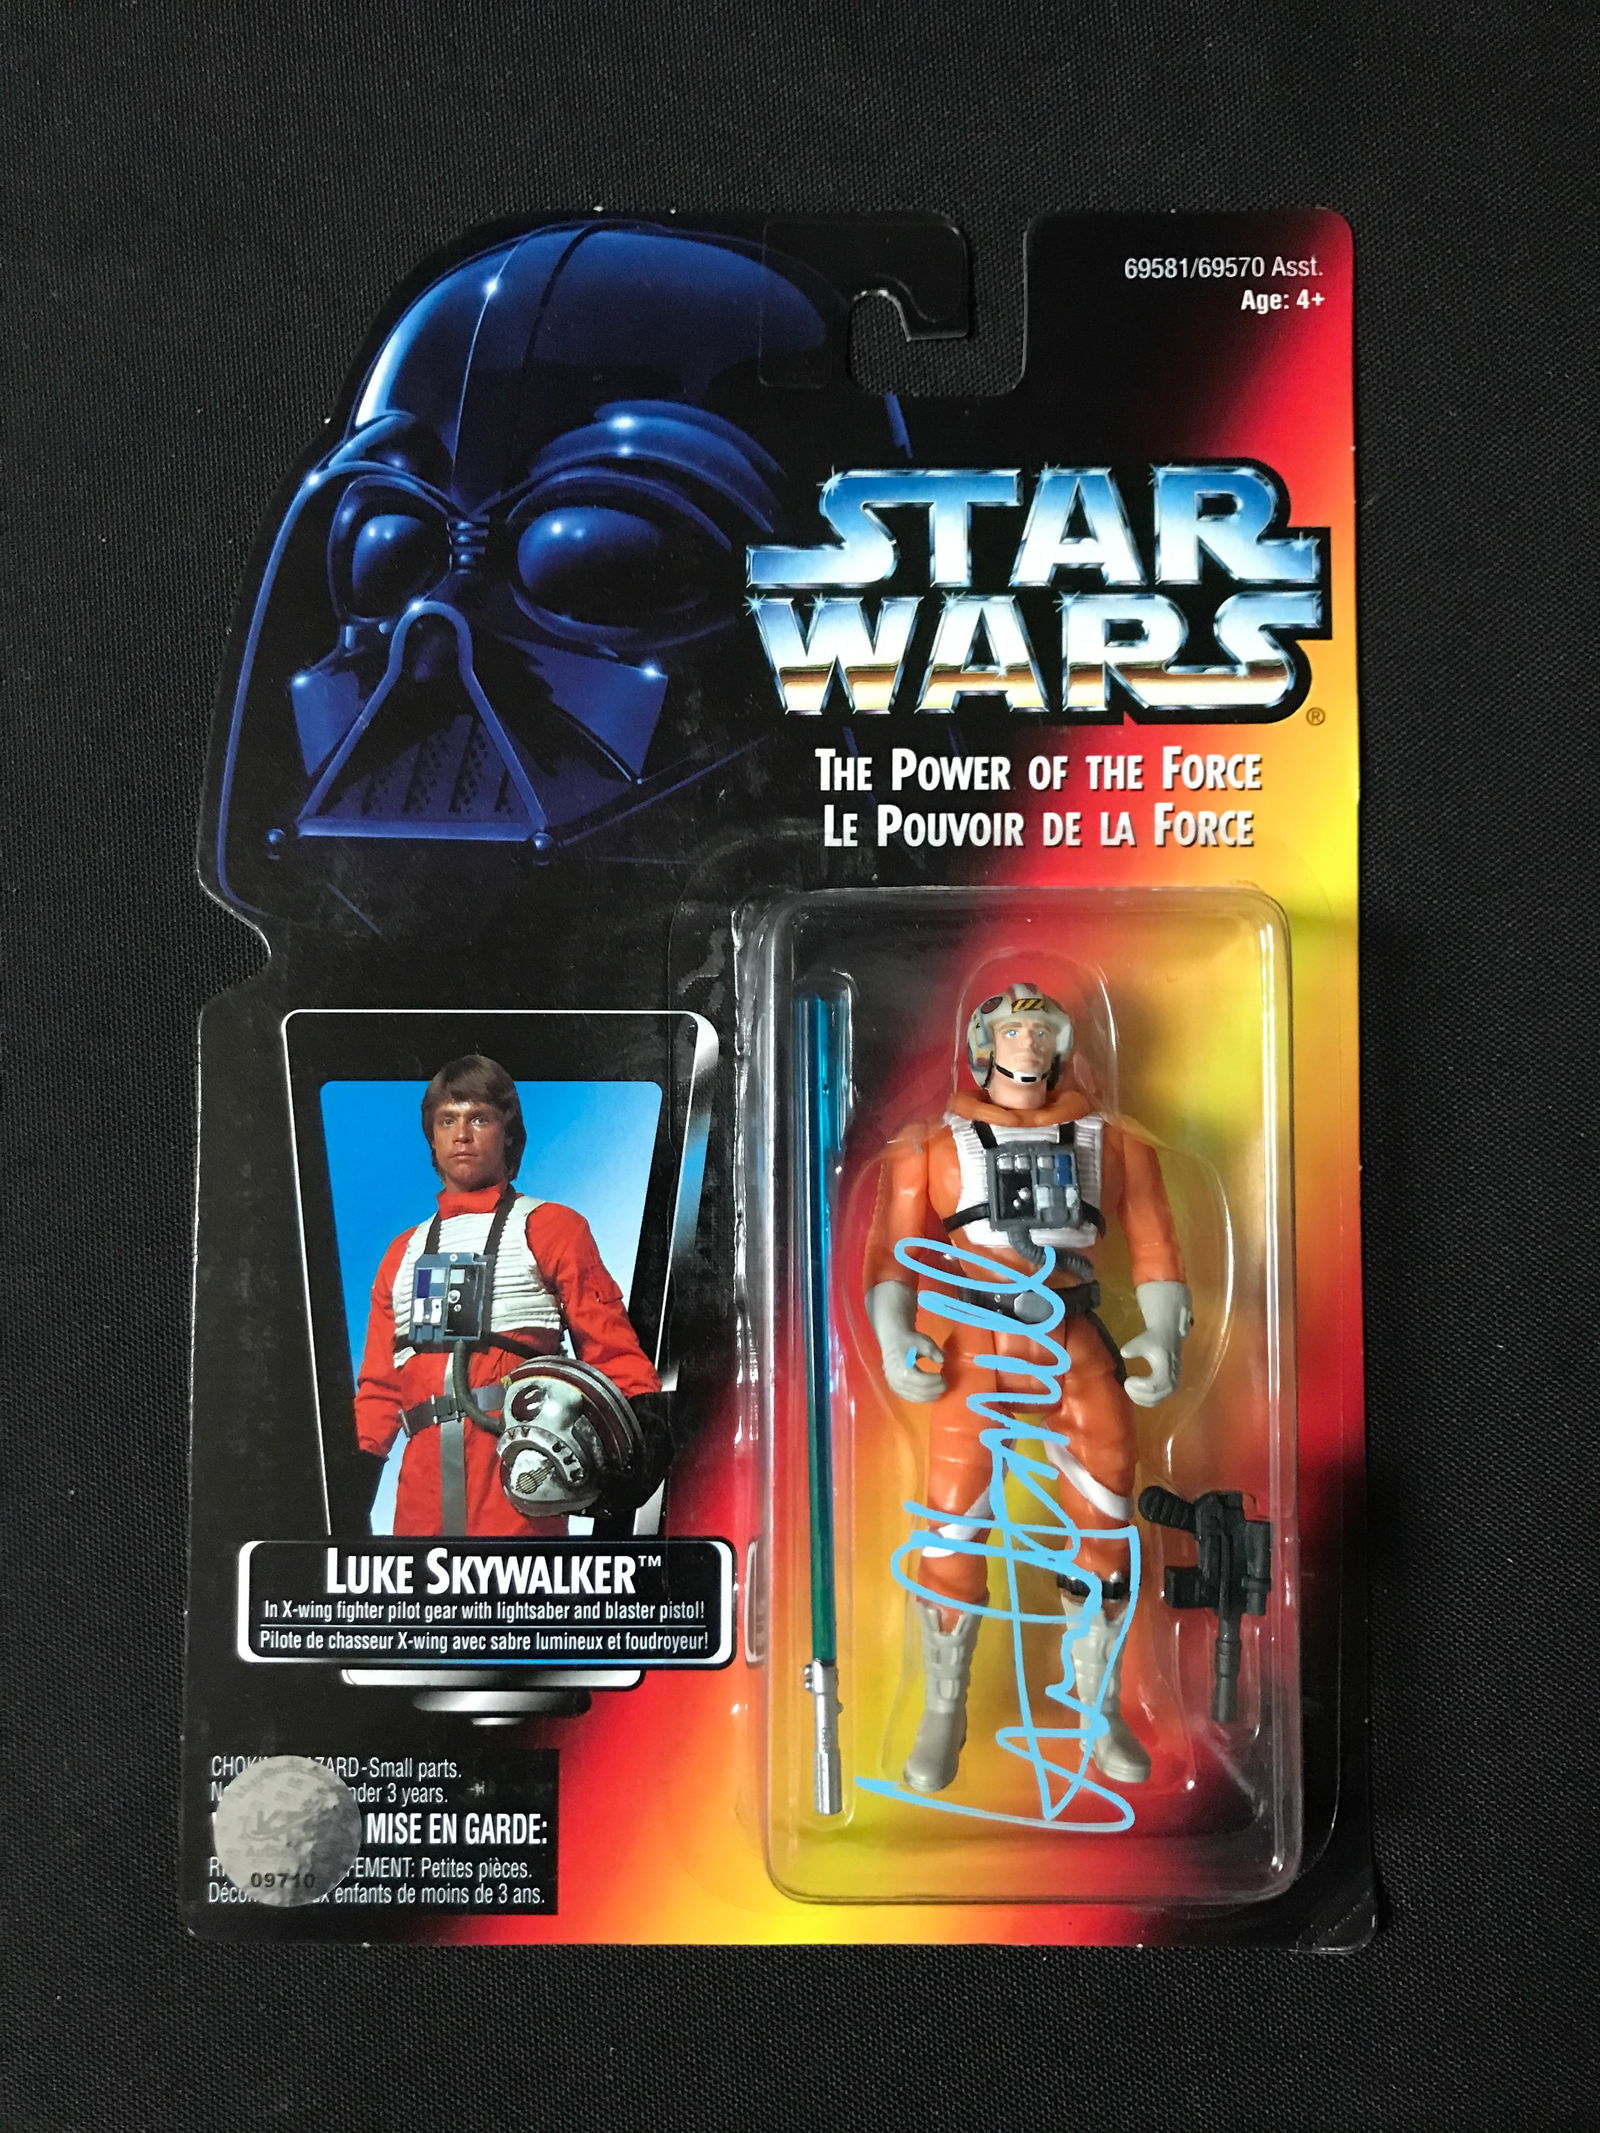 69581/69570 Asst.
Age: 4+
STAR
WARS®
THE POWER OF THE FORCE
LE POUVOIR DE LA FORCE
LUKE SKYWALKER™
In X-wing fighter pilot gear with lightsaber and blaster pistol!
Pilote de chasseur X-wing avec sabre lumineux et foudroyeur!
-Small parts.
3 years.
MISE EN GARDE:
Petites pièces.
enfants de moins de 3 ans.
09710